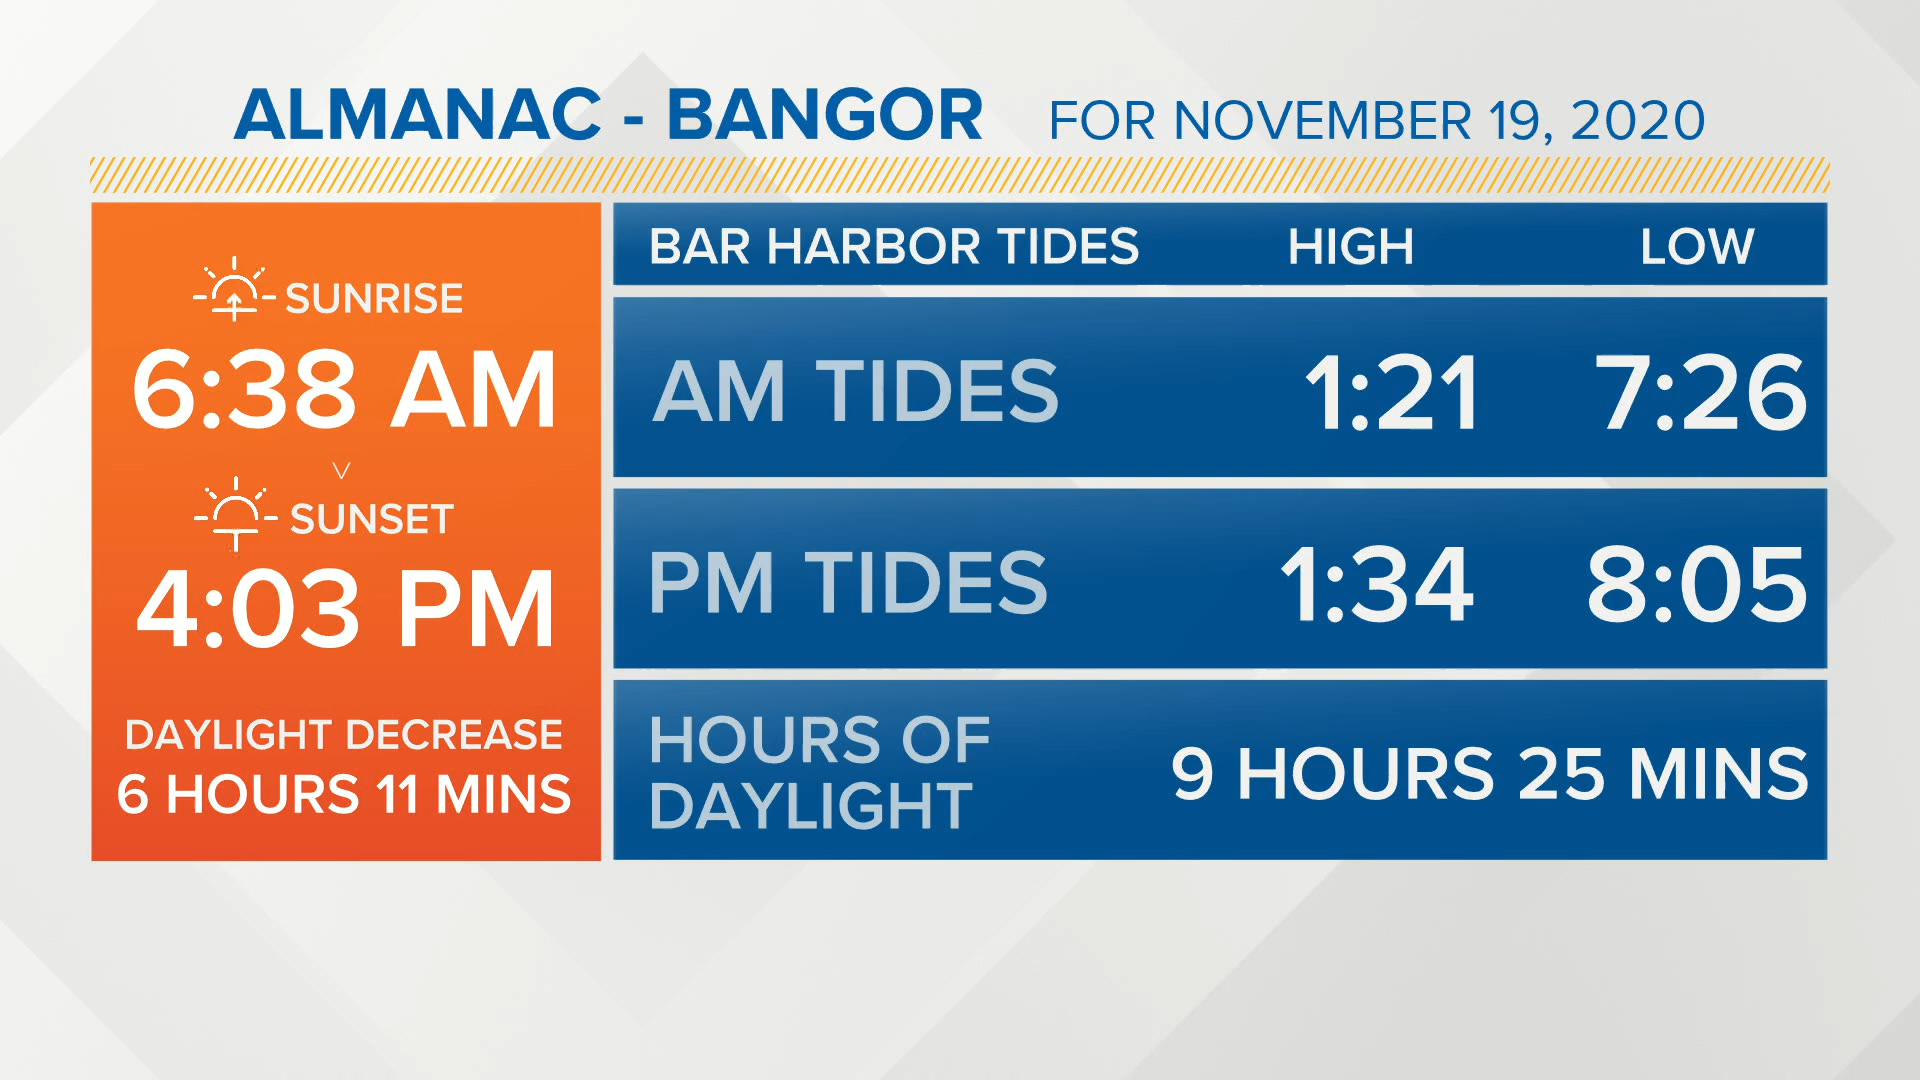 ALMANAC - BANGOR FOR NOVEMBER 19, 2020
SUNRISE
6:38 AM
SUNSET
4:03 PM
DAYLIGHT DECREASE
6 HOURS 11 MINS
BAR HARBOR TIDES HIGH LOW
AM TIDES 1:21 7:26
PM TIDES 1:34 8:05
HOURS OF
DAYLIGHT
9 HOURS 25 MINS